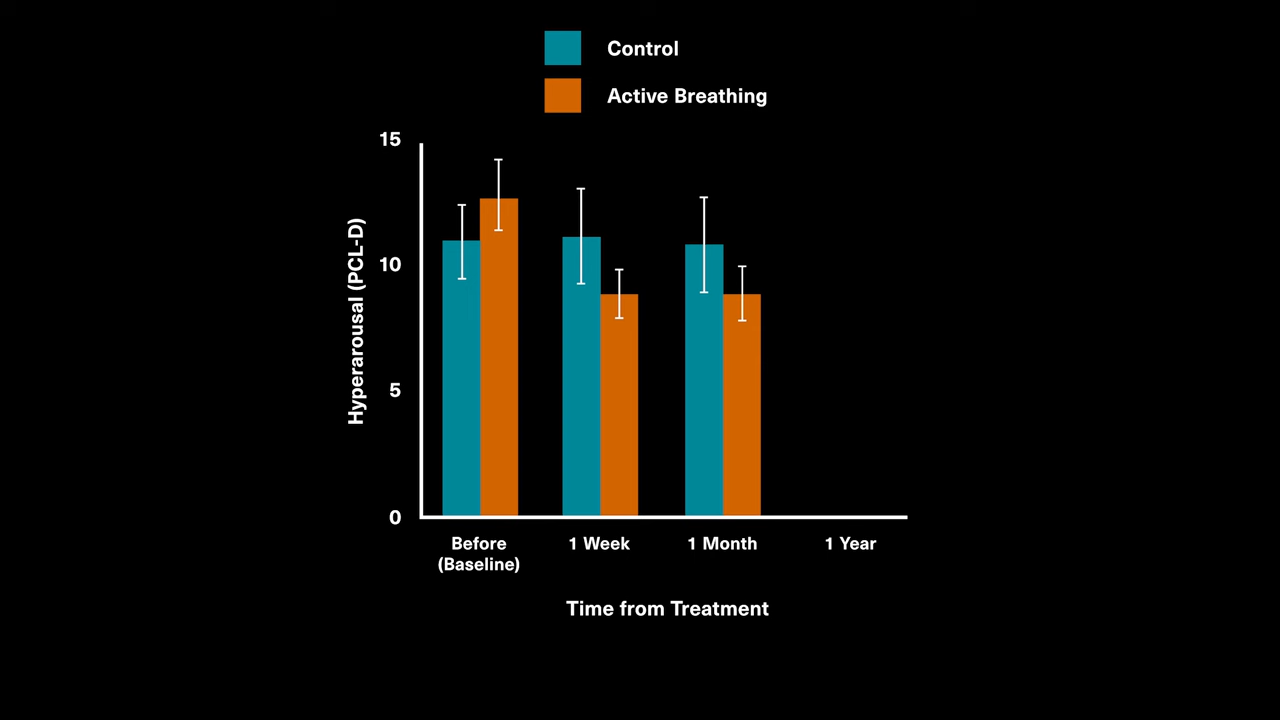 Control
Active Breathing
15
10
5
0
Hyperarousal (PCL-D)
Before
(Baseline)
1 Week
1 Month
1 Year
Time from Treatment